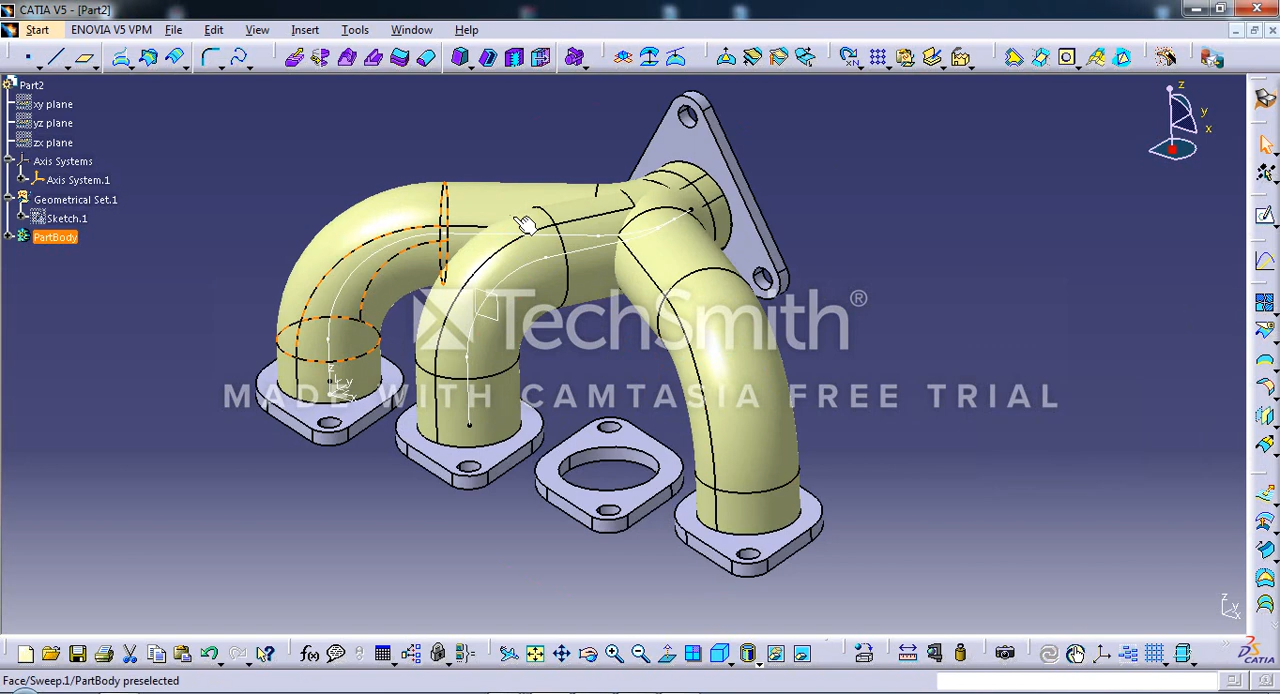 CATIA V5 - [Part2]
Start ENOVIA V5 VPM File Edit View Insert Tools Window Help
Part2
xy plane
yz plane
zx plane
Axis Systems
Axis System.1
Geometrical Set.1
Sketch.1
PartBody
z
y
x
TechSmith®
MADE WITH CAMTASIA FREE TRIAL
z
y
x
z
y
x
f(x)
DS CATIA
Face/Sweep.1/PartBody preselected